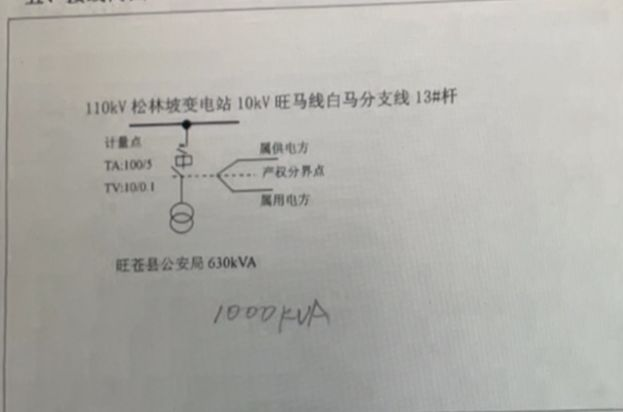 110kV 松林坡变电站 10kV 旺马线白马分支线 13#杆
计量点
属供电方
TA:100/5
产权分界点
TV:10/0.1
属用电方
旺苍县公安局 630kVA
1000kVA